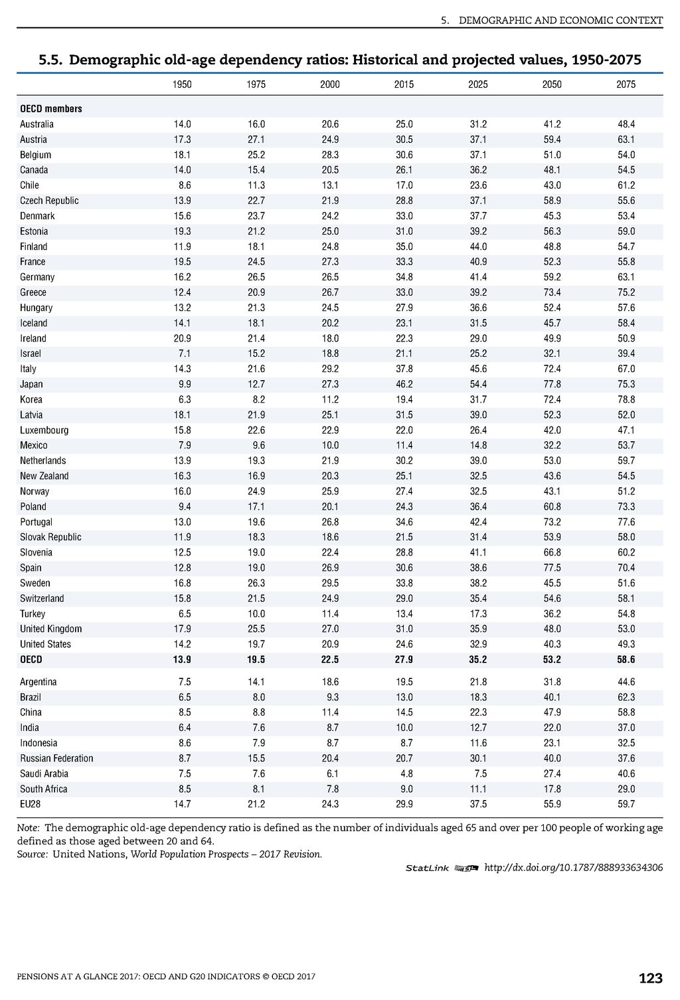 5. DEMOGRAPHIC AND ECONOMIC CONTEXT
5.5. Demographic old-age dependency ratios: Historical and projected values, 1950-2075
1950 1975 2000 2015 2025 2050 2075
OECD members
Australia 14.0 16.0 20.6 25.0 31.2 41.2 48.4
Austria 17.3 27.1 24.9 30.5 37.1 59.4 63.1
Belgium 18.1 25.2 28.3 30.6 37.1 51.0 54.0
Canada 14.0 15.4 20.5 26.1 36.2 48.1 54.5
Chile 8.6 11.3 13.1 17.0 23.6 43.0 61.2
Czech Republic 13.9 22.7 21.9 28.8 37.1 58.9 55.6
Denmark 15.6 23.7 24.2 33.0 37.7 45.3 53.4
Estonia 19.3 21.2 25.0 31.0 39.2 56.3 59.0
Finland 11.9 18.1 24.8 35.0 44.0 48.8 54.7
France 19.5 24.5 27.3 33.3 40.9 52.3 55.8
Germany 16.2 26.5 26.5 34.8 41.4 59.2 63.1
Greece 12.4 20.9 26.7 33.0 39.2 73.4 75.2
Hungary 13.2 21.3 24.5 27.9 36.6 52.4 57.6
Iceland 14.1 18.1 20.2 23.1 31.5 45.7 58.4
Ireland 20.9 21.4 18.0 22.3 29.0 49.9 50.9
Israel 7.1 15.2 18.8 21.1 25.2 32.1 39.4
Italy 14.3 21.6 29.2 37.8 45.6 72.4 67.0
Japan 9.9 12.7 27.3 46.2 54.4 77.8 75.3
Korea 6.3 8.2 11.2 19.4 31.7 72.4 78.8
Latvia 18.1 21.9 25.1 31.5 39.0 52.3 52.0
Luxembourg 15.8 22.6 22.9 22.0 26.4 42.0 47.1
Mexico 7.9 9.6 10.0 11.4 14.8 32.2 53.7
Netherlands 13.9 19.3 21.9 30.2 39.0 53.0 59.7
New Zealand 16.3 16.9 20.3 25.1 32.5 43.6 54.5
Norway 16.0 24.9 25.9 27.4 32.5 43.1 51.2
Poland 9.4 17.1 20.1 24.3 36.4 60.8 73.3
Portugal 13.0 19.6 26.8 34.6 42.4 73.2 77.6
Slovak Republic 11.9 18.3 18.6 21.5 31.4 53.9 58.0
Slovenia 12.5 19.0 22.4 28.8 41.1 66.8 60.2
Spain 12.8 19.0 26.9 30.6 38.6 77.5 70.4
Sweden 16.8 26.3 29.5 33.8 38.2 45.5 51.6
Switzerland 15.8 21.5 24.9 29.0 35.4 54.6 58.1
Turkey 6.5 10.0 11.4 13.4 17.3 36.2 54.8
United Kingdom 17.9 25.5 27.0 31.0 35.9 48.0 53.0
United States 14.2 19.7 20.9 24.6 32.9 40.3 49.3
OECD 13.9 19.5 22.5 27.9 35.2 53.2 58.6
Argentina 7.5 14.1 18.6 19.5 21.8 31.8 44.6
Brazil 6.5 8.0 9.3 13.0 18.3 40.1 62.3
China 8.5 8.8 11.4 14.5 22.3 47.9 58.8
India 6.4 7.6 8.7 10.0 12.7 22.0 37.0
Indonesia 8.6 7.9 8.7 8.7 11.6 23.1 32.5
Russian Federation 8.7 15.5 20.4 20.7 30.1 40.0 37.6
Saudi Arabia 7.5 7.6 6.1 4.8 7.5 27.4 40.6
South Africa 8.5 8.1 7.8 9.0 11.1 17.8 29.0
EU28 14.7 21.2 24.3 29.9 37.5 55.9 59.7
Note: The demographic old-age dependency ratio is defined as the number of individuals aged 65 and over per 100 people of working age
defined as those aged between 20 and 64.
Source: United Nations, World Population Prospects – 2017 Revision.
StatLink http://dx.doi.org/10.1787/888933634306
PENSIONS AT A GLANCE 2017: OECD AND G20 INDICATORS © OECD 2017 123